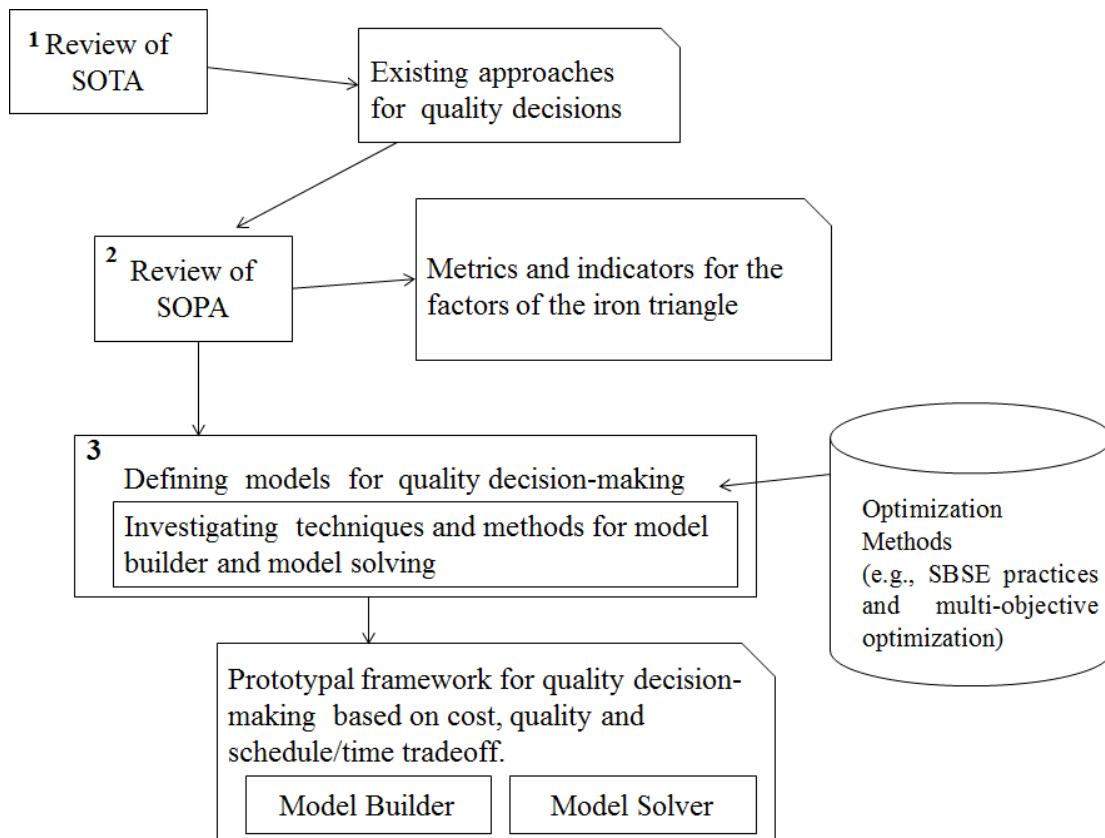 1 Review of
SOTA
Existing approaches
for quality decisions
2
Review of
SOPA
Metrics and indicators for the
factors of the iron triangle
3
Defining models for quality decision-making
Investigating techniques and methods for model
builder and model solving
Optimization
Methods
(e.g., SBSE practices
and multi-objective
optimization)
Prototypal framework for quality decision-
making based on cost, quality and
schedule/time tradeoff.
Model Builder
Model Solver